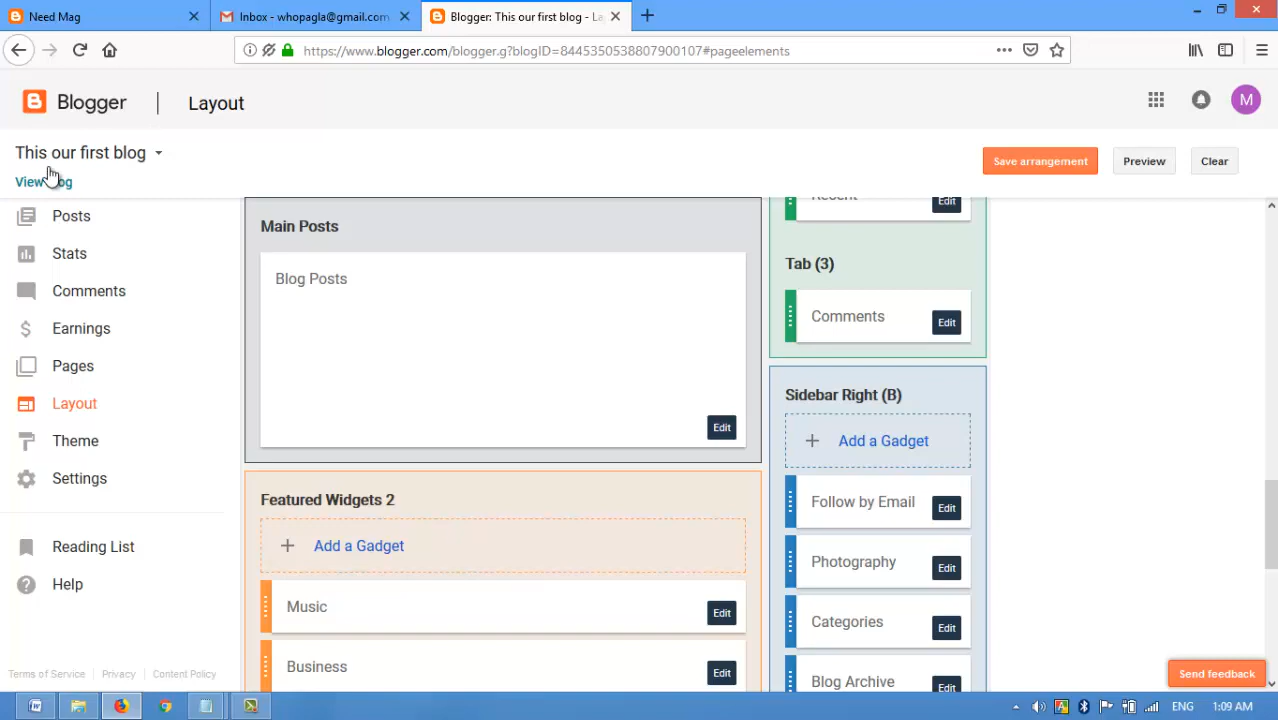 Need Mag
Inbox - whopagla@gmail.com
Blogger: This our first blog - La
https://www.blogger.com/blogger.g?blogID=8445350538807900107#pageelements
Blogger
Layout
M
This our first blog
View
Save arrangement
Preview
Clear
Posts
Stats
Comments
Earnings
Pages
Layout
Theme
Settings
Reading List
Help
Terms of Service
Privacy
Content Policy
Main Posts
Blog Posts
Edit
Featured Widgets 2
Add a Gadget
Music
Edit
Business
Edit
Recent
Edit
Tab (3)
Comments
Edit
Sidebar Right (B)
Add a Gadget
Follow by Email
Edit
Photography
Edit
Categories
Edit
Blog Archive
Edit
Send feedback
ENG
1:09 AM